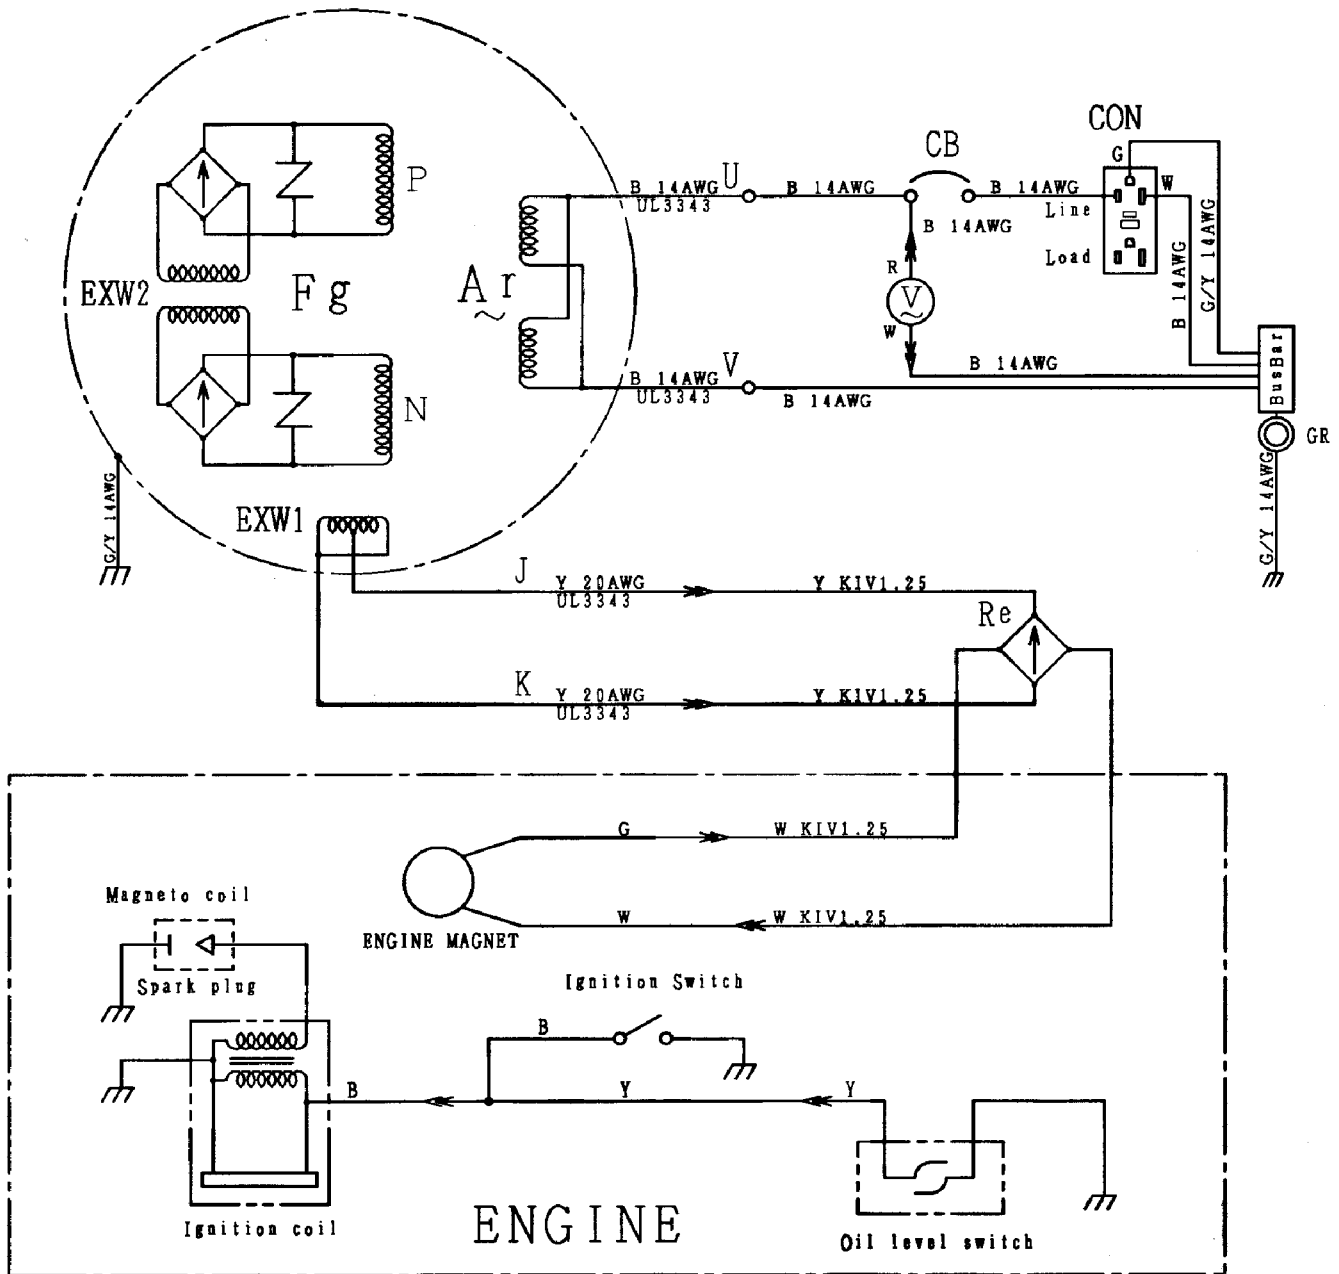 CON
CB
G
P
U
W
B 14AWG
UL3343
B 14AWG
B 14AWG
Line
B 14AWG
Load
R
EXW2
Fg
Ar
~
V
~
W
B 14AWG
G/Y 14AWG
BusBar
V
B 14AWG
UL3343
B 14AWG
B 14AWG
N
GR
G/Y 14AWG
G/Y 14AWG
EXW1
J
Y 20AWG
UL3343
Y KIV1.25
Re
K
Y 20AWG
UL3343
Y KIV1.25
G
W KIV1.25
Magneto coil
W
W KIV1.25
ENGINE MAGNET
Spark plug
Ignition Switch
B
B
Y
Y
Ignition coil
ENGINE
Oil level switch